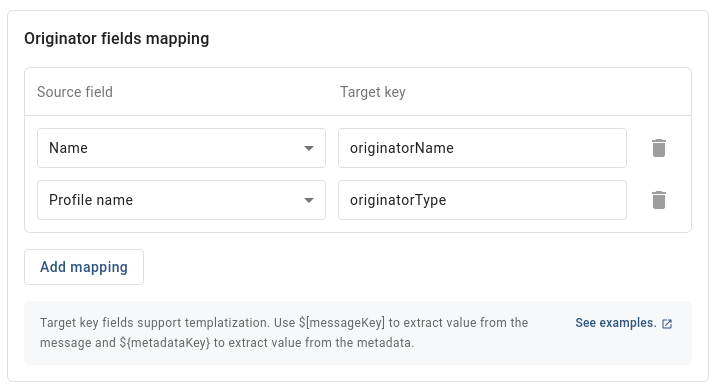 Originator fields mapping
Source field Target key
Name originatorName
Profile name originatorType
Add mapping
Target key fields support templatization. Use $[messageKey] to extract value from the See examples.
message and ${metadataKey} to extract value from the metadata.